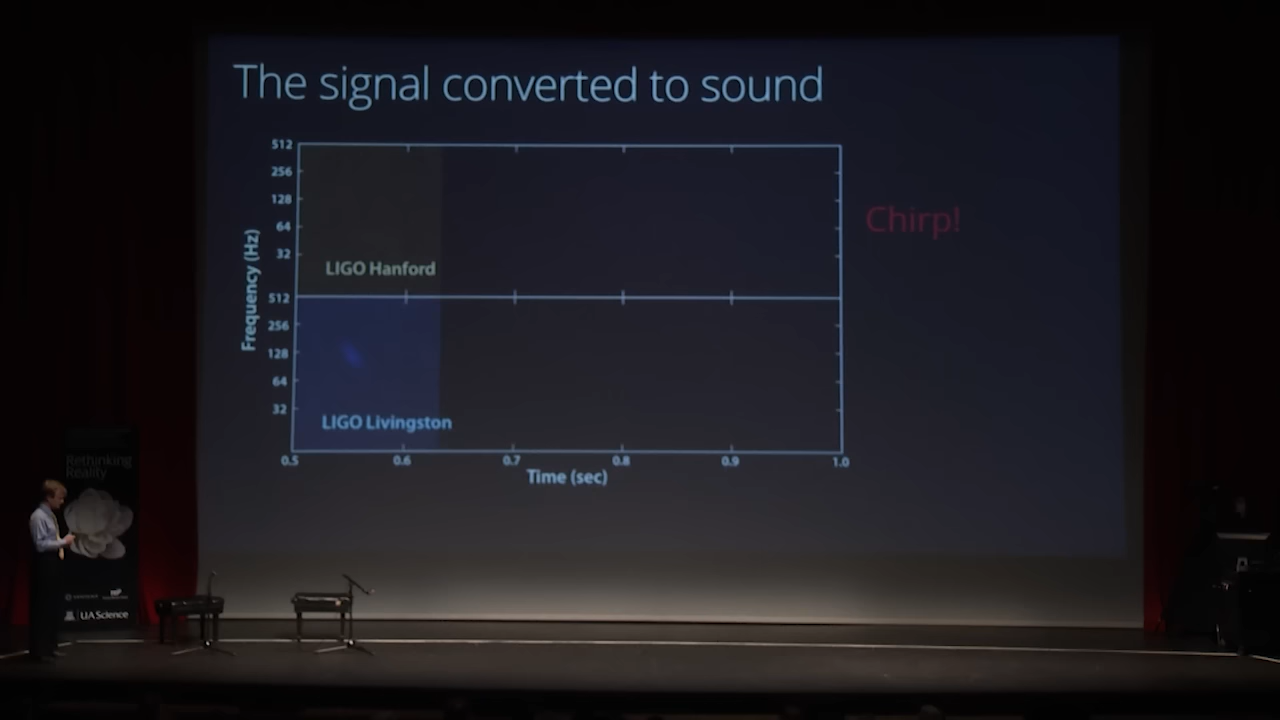 The signal converted to sound
512
256
128
64
32
LIGO Hanford
Chirp!
Frequency (Hz)
512
256
128
64
32
LIGO Livingston
0.5 0.6 0.7 0.8 0.9 1.0
Time (sec)
Rethinking
Reality
UA Science